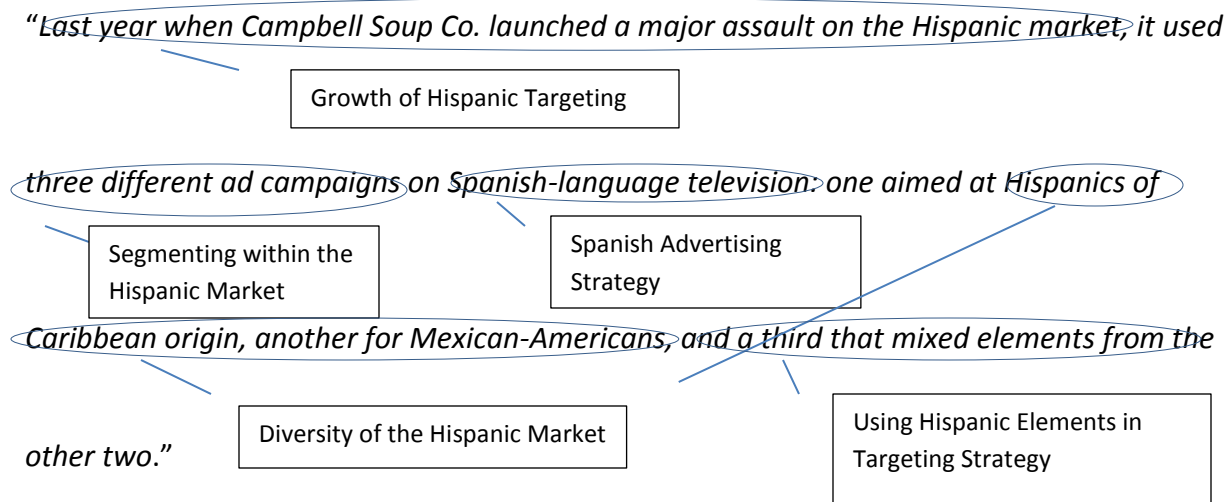 “Last year when Campbell Soup Co. launched a major assault on the Hispanic market, it used
Growth of Hispanic Targeting
three different ad campaigns on Spanish-language television: one aimed at Hispanics of
Segmenting within the
Hispanic Market
Spanish Advertising
Strategy
Caribbean origin, another for Mexican-Americans, and a third that mixed elements from the
Diversity of the Hispanic Market
Using Hispanic Elements in
Targeting Strategy
other two.”